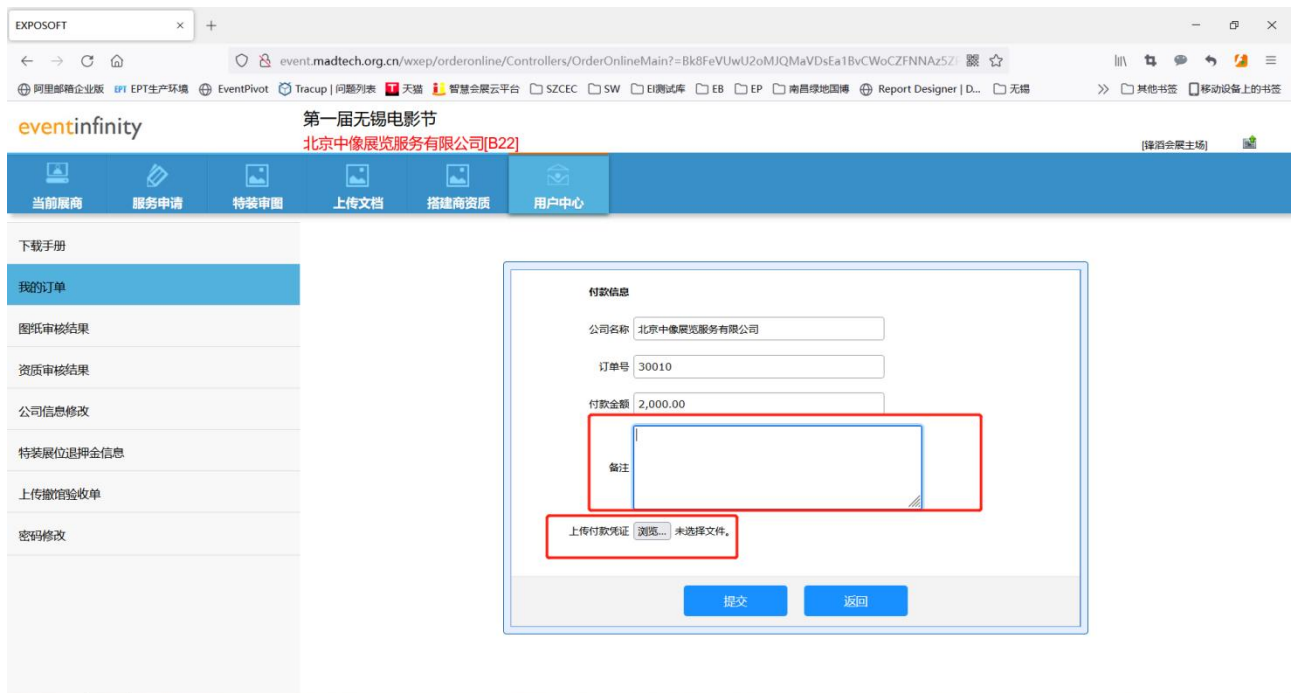 EXPOSOFT
event.madtech.org.cn/wxep/orderonline/Controllers/OrderOnlineMain?=Bk8FeVUwU2oMJQMaVDsEa1BvCWoCZFNNAz5Z
阿里邮箱企业版 EPT EPT生产环境 EventPivot Tracup | 问题列表 天猫 智慧会展云平台 SZCEC SW EI测试库 EB EP 南昌绿地国博 Report Designer | D... 无锡 其他书签 移动设备上的书签
eventinfinity
第一届无锡电影节
北京中像展览服务有限公司[B22]
[锋滔会展主场]
当前展商 服务申请 特装审图 上传文档 搭建商资质 用户中心
下载手册
我的订单
图纸审核结果
资质审核结果
公司信息修改
特装展位退押金信息
上传撤馆验收单
密码修改
付款信息
公司名称 北京中像展览服务有限公司
订单号 30010
付款金额 2,000.00
备注
上传付款凭证 浏览... 未选择文件。
提交 返回